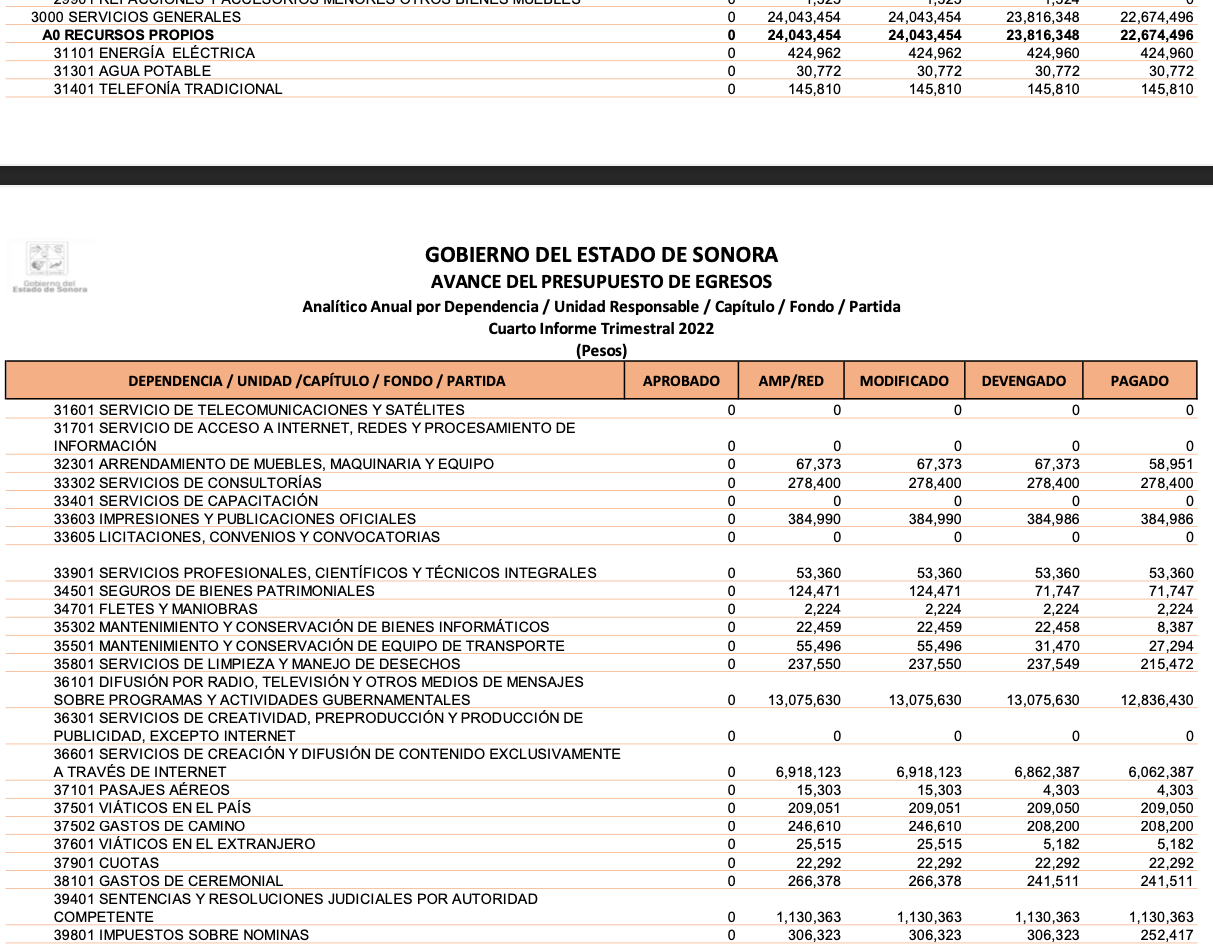 29901 REFACCIONES Y ACCESORIOS MENORES OTROS BIENES MUEBLES 0 1,525 1,525 1,524 0
3000 SERVICIOS GENERALES 0 24,043,454 24,043,454 23,816,348 22,674,496
A0 RECURSOS PROPIOS 0 24,043,454 24,043,454 23,816,348 22,674,496
31101 ENERGÍA ELÉCTRICA 0 424,962 424,962 424,960 424,960
31301 AGUA POTABLE 0 30,772 30,772 30,772 30,772
31401 TELEFONÍA TRADICIONAL 0 145,810 145,810 145,810 145,810
Gobierno del
Estado de Sonora
GOBIERNO DEL ESTADO DE SONORA
AVANCE DEL PRESUPUESTO DE EGRESOS
Analítico Anual por Dependencia / Unidad Responsable / Capítulo / Fondo / Partida
Cuarto Informe Trimestral 2022
(Pesos)
DEPENDENCIA / UNIDAD /CAPÍTULO / FONDO / PARTIDA APROBADO AMP/RED MODIFICADO DEVENGADO PAGADO
31601 SERVICIO DE TELECOMUNICACIONES Y SATÉLITES 0 0 0 0 0
31701 SERVICIO DE ACCESO A INTERNET, REDES Y PROCESAMIENTO DE
INFORMACIÓN 0 0 0 0 0
32301 ARRENDAMIENTO DE MUEBLES, MAQUINARIA Y EQUIPO 0 67,373 67,373 67,373 58,951
33302 SERVICIOS DE CONSULTORÍAS 0 278,400 278,400 278,400 278,400
33401 SERVICIOS DE CAPACITACIÓN 0 0 0 0 0
33603 IMPRESIONES Y PUBLICACIONES OFICIALES 0 384,990 384,990 384,986 384,986
33605 LICITACIONES, CONVENIOS Y CONVOCATORIAS 0 0 0 0 0
33901 SERVICIOS PROFESIONALES, CIENTÍFICOS Y TÉCNICOS INTEGRALES 0 53,360 53,360 53,360 53,360
34501 SEGUROS DE BIENES PATRIMONIALES 0 124,471 124,471 71,747 71,747
34701 FLETES Y MANIOBRAS 0 2,224 2,224 2,224 2,224
35302 MANTENIMIENTO Y CONSERVACIÓN DE BIENES INFORMÁTICOS 0 22,459 22,459 22,458 8,387
35501 MANTENIMIENTO Y CONSERVACIÓN DE EQUIPO DE TRANSPORTE 0 55,496 55,496 31,470 27,294
35801 SERVICIOS DE LIMPIEZA Y MANEJO DE DESECHOS 0 237,550 237,550 237,549 215,472
36101 DIFUSIÓN POR RADIO, TELEVISIÓN Y OTROS MEDIOS DE MENSAJES
SOBRE PROGRAMAS Y ACTIVIDADES GUBERNAMENTALES 0 13,075,630 13,075,630 13,075,630 12,836,430
36301 SERVICIOS DE CREATIVIDAD, PREPRODUCCIÓN Y PRODUCCIÓN DE
PUBLICIDAD, EXCEPTO INTERNET 0 0 0 0 0
36601 SERVICIOS DE CREACIÓN Y DIFUSIÓN DE CONTENIDO EXCLUSIVAMENTE
A TRAVÉS DE INTERNET 0 6,918,123 6,918,123 6,862,387 6,062,387
37101 PASAJES AÉREOS 0 15,303 15,303 4,303 4,303
37501 VIÁTICOS EN EL PAÍS 0 209,051 209,051 209,050 209,050
37502 GASTOS DE CAMINO 0 246,610 246,610 208,200 208,200
37601 VIÁTICOS EN EL EXTRANJERO 0 25,515 25,515 5,182 5,182
37901 CUOTAS 0 22,292 22,292 22,292 22,292
38101 GASTOS DE CEREMONIAL 0 266,378 266,378 241,511 241,511
39401 SENTENCIAS Y RESOLUCIONES JUDICIALES POR AUTORIDAD
COMPETENTE 0 1,130,363 1,130,363 1,130,363 1,130,363
39801 IMPUESTOS SOBRE NOMINAS 0 306,323 306,323 306,323 252,417